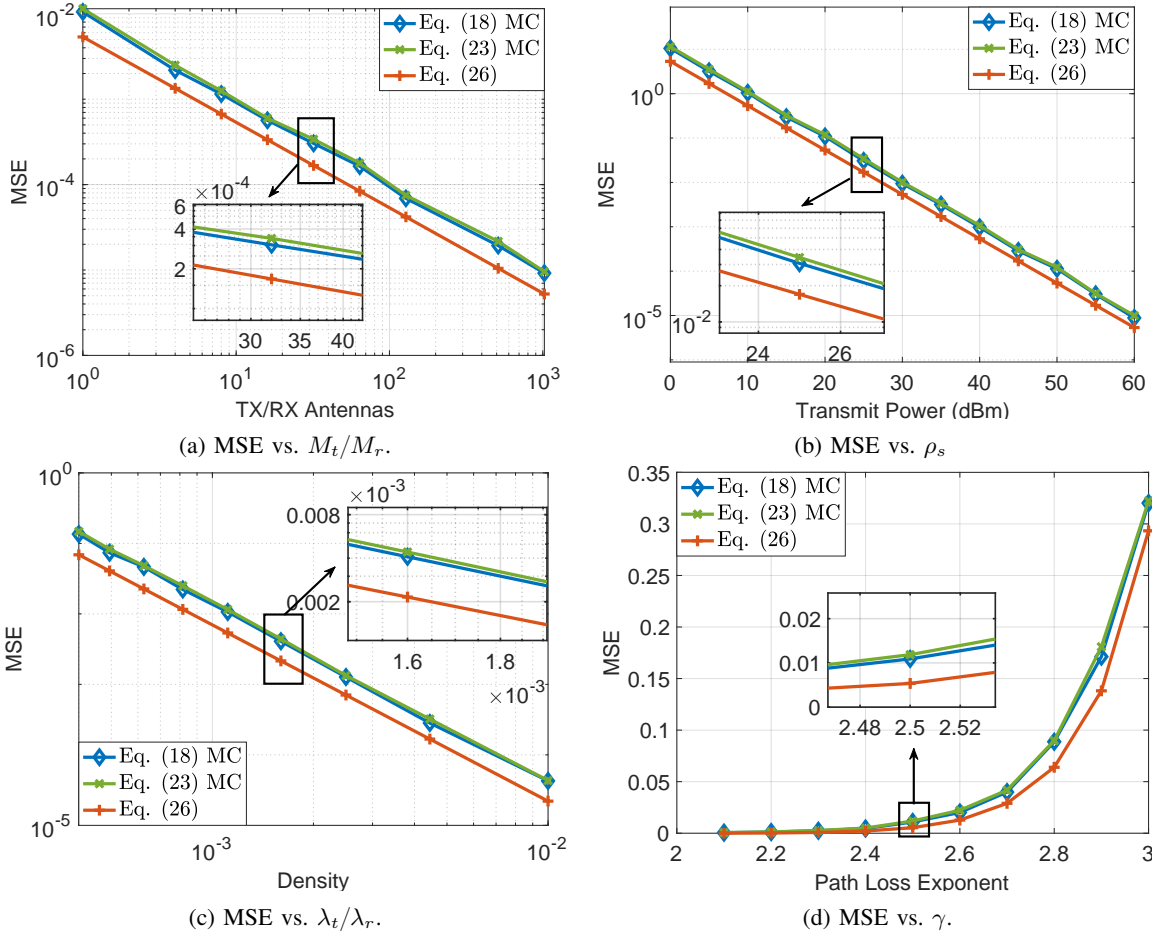 10^-2
10^-4
10^-6
MSE
Eq. (18) MC
Eq. (23) MC
Eq. (26)
×10^-4
6
4
2
30 35 40
10^0 10^1 10^2 10^3
TX/RX Antennas
(a) MSE vs. M_t/M_r.
10^0
10^-5
MSE
Eq. (18) MC
Eq. (23) MC
Eq. (26)
10^-2
24 26
0 10 20 30 40 50 60
Transmit Power (dBm)
(b) MSE vs. ρ_s
10^0
10^-5
MSE
×10^-3
0.008
0.002
1.6 1.8
×10^-3
Eq. (18) MC
Eq. (23) MC
Eq. (26)
10^-3 10^-2
Density
(c) MSE vs. λ_t/λ_r.
0.35
0.3
0.25
0.2
0.15
0.1
0.05
0
MSE
Eq. (18) MC
Eq. (23) MC
Eq. (26)
0.02
0.01
0
2.48 2.5 2.52
2 2.2 2.4 2.6 2.8 3
Path Loss Exponent
(d) MSE vs. γ.